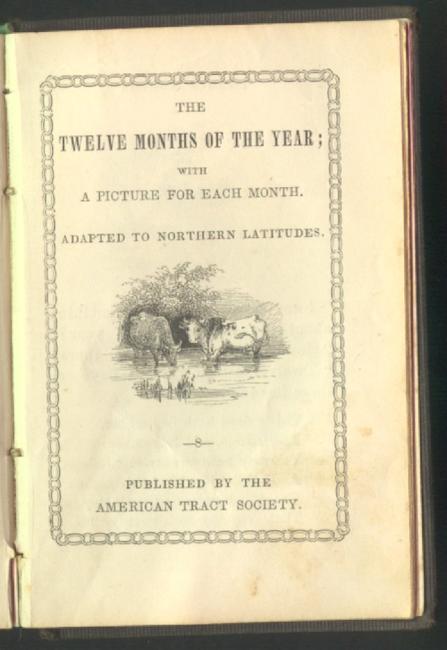 THE
TWELVE MONTHS OF THE YEAR;
WITH
A PICTURE FOR EACH MONTH.
ADAPTED TO NORTHERN LATITUDES.
8
PUBLISHED BY THE
AMERICAN TRACT SOCIETY.